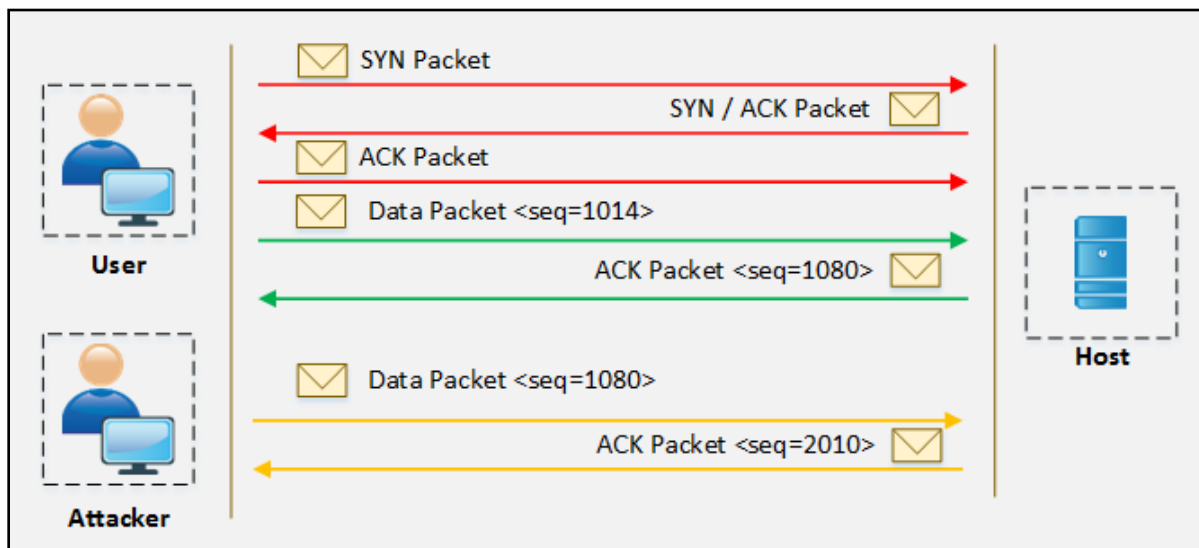 SYN Packet
SYN / ACK Packet
ACK Packet
Data Packet <seq=1014>
User
ACK Packet <seq=1080>
Host
Data Packet <seq=1080>
ACK Packet <seq=2010>
Attacker